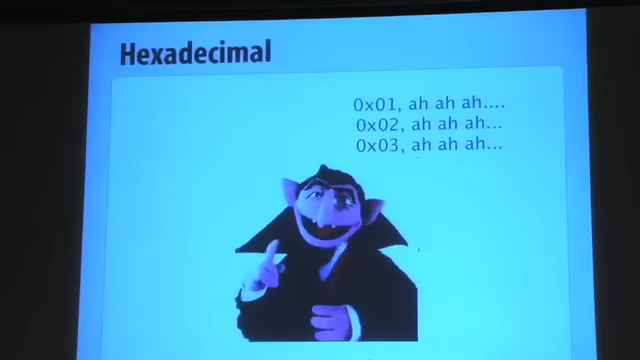 Hexadecimal
0x01, ah ah ah....
0x02, ah ah ah...
0x03, ah ah ah...